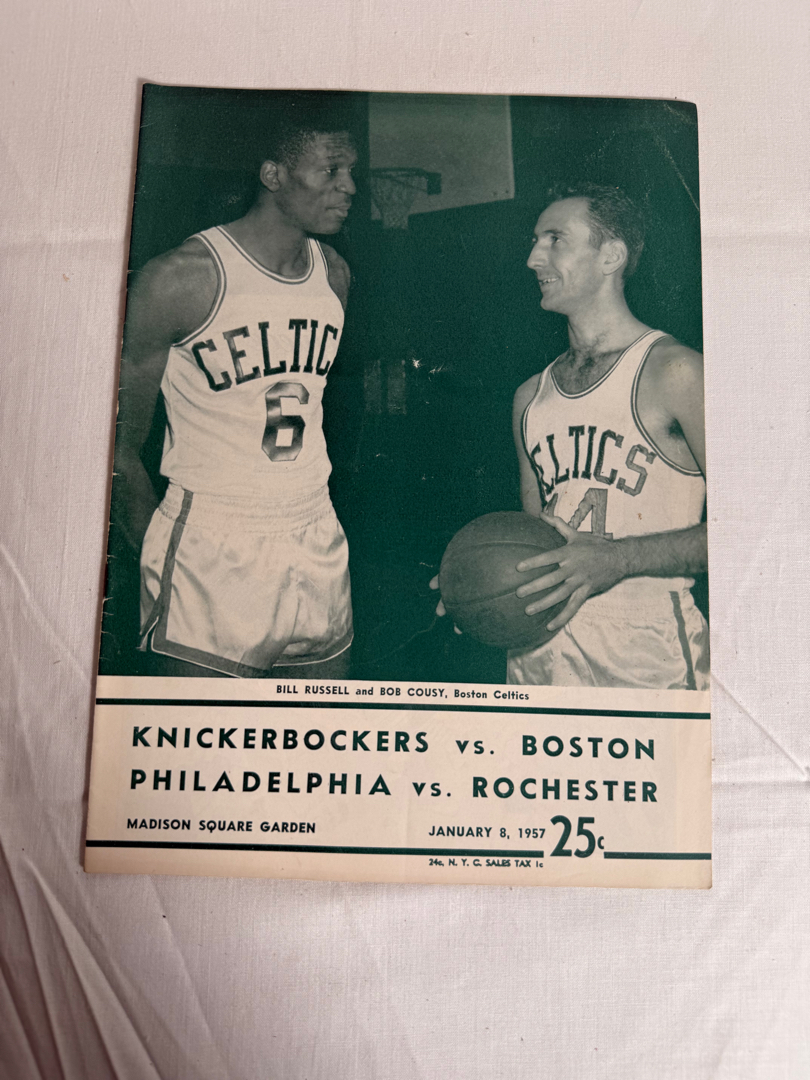 CELTIC
6
ELTICS
14
BILL RUSSELL and BOB COUSY, Boston Celtics
KNICKERBOCKERS vs. BOSTON
PHILADELPHIA vs. ROCHESTER
MADISON SQUARE GARDEN
JANUARY 8, 1957 25c
24c, N. Y. C. SALES TAX 1c